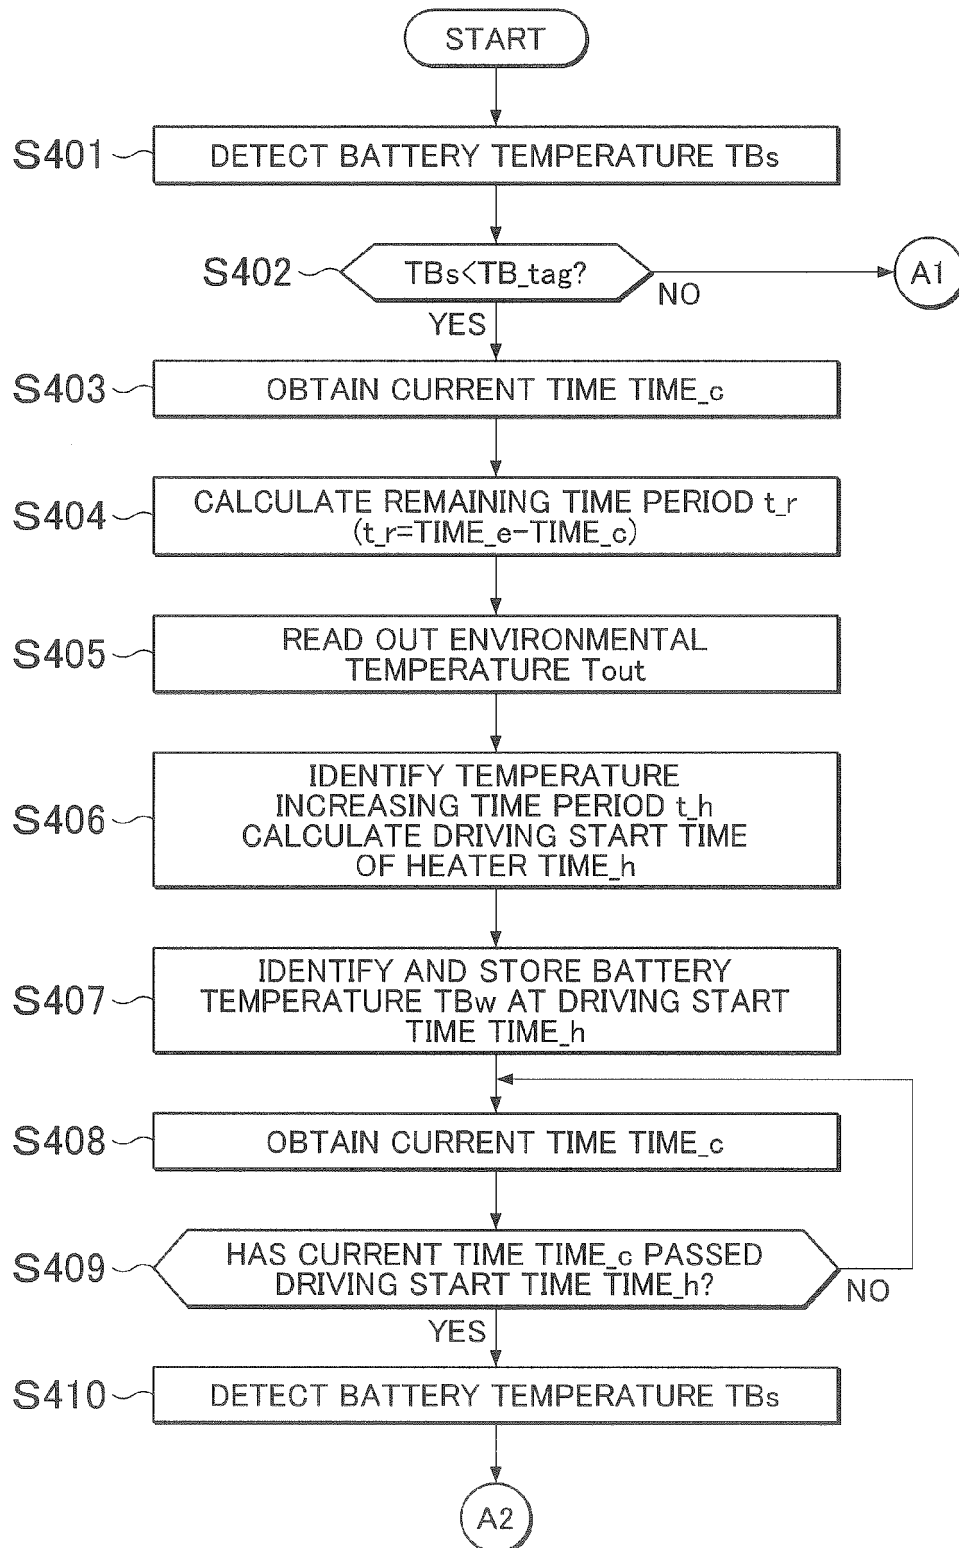 START
S401
DETECT BATTERY TEMPERATURE TBs
S402
TBs<TB_tag?
NO
A1
YES
S403
OBTAIN CURRENT TIME TIME_c
S404
CALCULATE REMAINING TIME PERIOD t_r
(t_r=TIME_e-TIME_c)
S405
READ OUT ENVIRONMENTAL
TEMPERATURE Tout
S406
IDENTIFY TEMPERATURE
INCREASING TIME PERIOD t_h
CALCULATE DRIVING START TIME
OF HEATER TIME_h
S407
IDENTIFY AND STORE BATTERY
TEMPERATURE TBw AT DRIVING START
TIME TIME_h
S408
OBTAIN CURRENT TIME TIME_c
S409
HAS CURRENT TIME TIME_c PASSED
DRIVING START TIME TIME_h?
NO
YES
S410
DETECT BATTERY TEMPERATURE TBs
A2